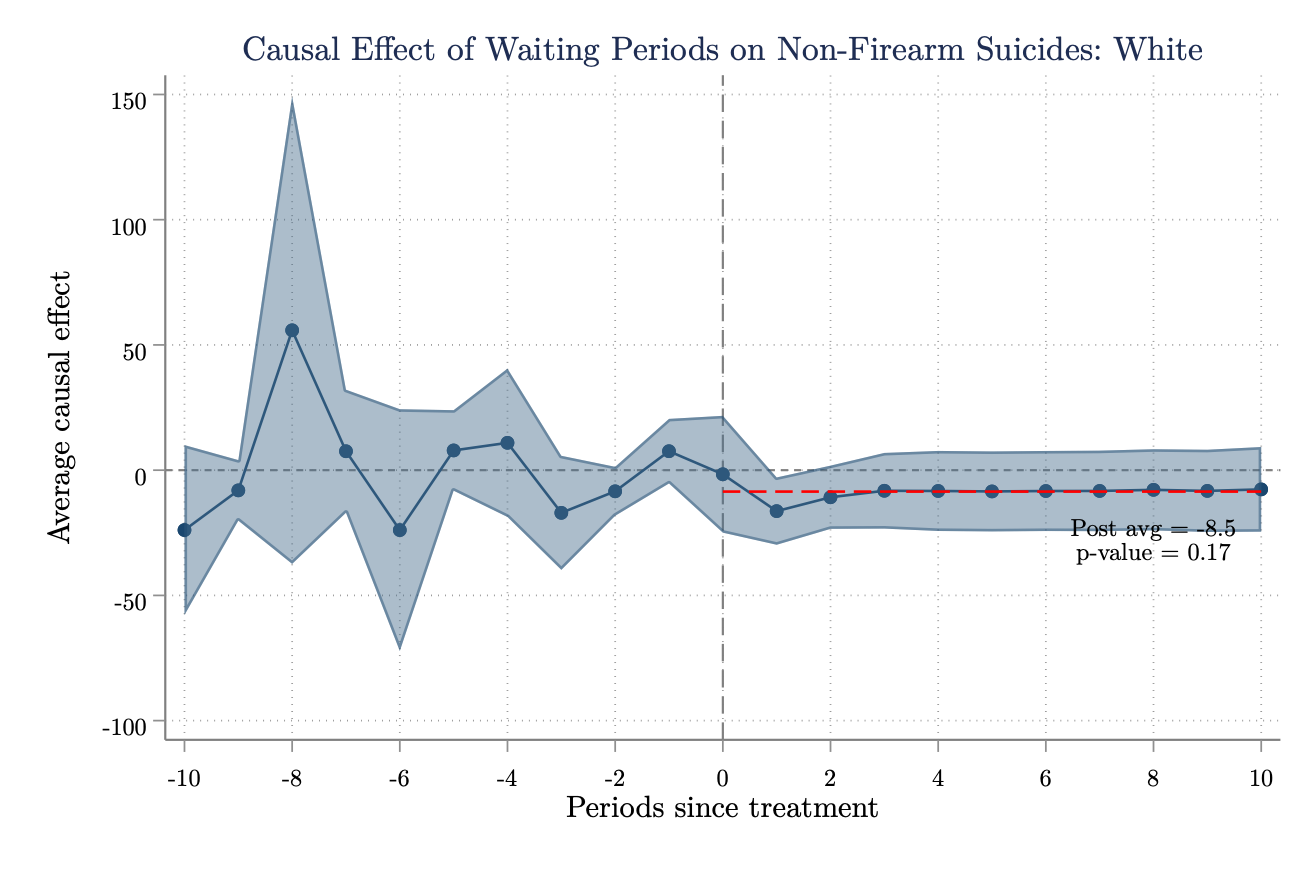 Causal Effect of Waiting Periods on Non-Firearm Suicides: White
Average causal effect
150
100
50
0
-50
-100
Post avg = -8.5
p-value = 0.17
-10 -8 -6 -4 -2 0 2 4 6 8 10
Periods since treatment